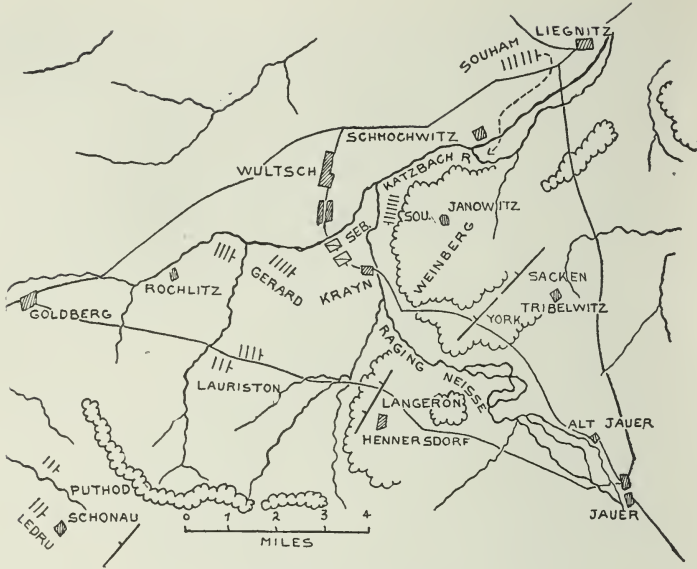 LIEGNITZ
SOUHAM
SCHMOCHWITZ
KATZBACH R.
WULTSCH
SOU.
JANOWITZ
WEINBERG
SEB.
GERARD
KRAYN
ROCHLITZ
GOLDBERG
SACKEN
TRIBELWITZ
YORK
RAGING NEISSE
LAURISTON
LANGERON
HENNERSDORF
ALT JAUER
JAUER
PUTHOD
LEDRU
SCHONAU
0 1 2 3 4
MILES